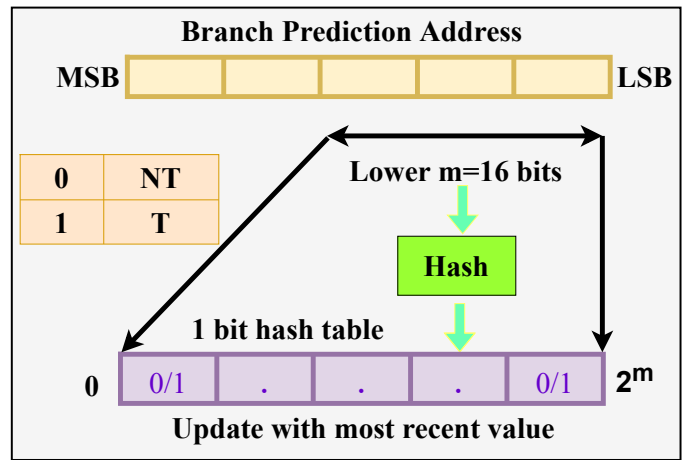 Branch Prediction Address
MSB LSB
0 NT
1 T
Lower m=16 bits
Hash
1 bit hash table
0 0/1 . . . 0/1 2^m
Update with most recent value